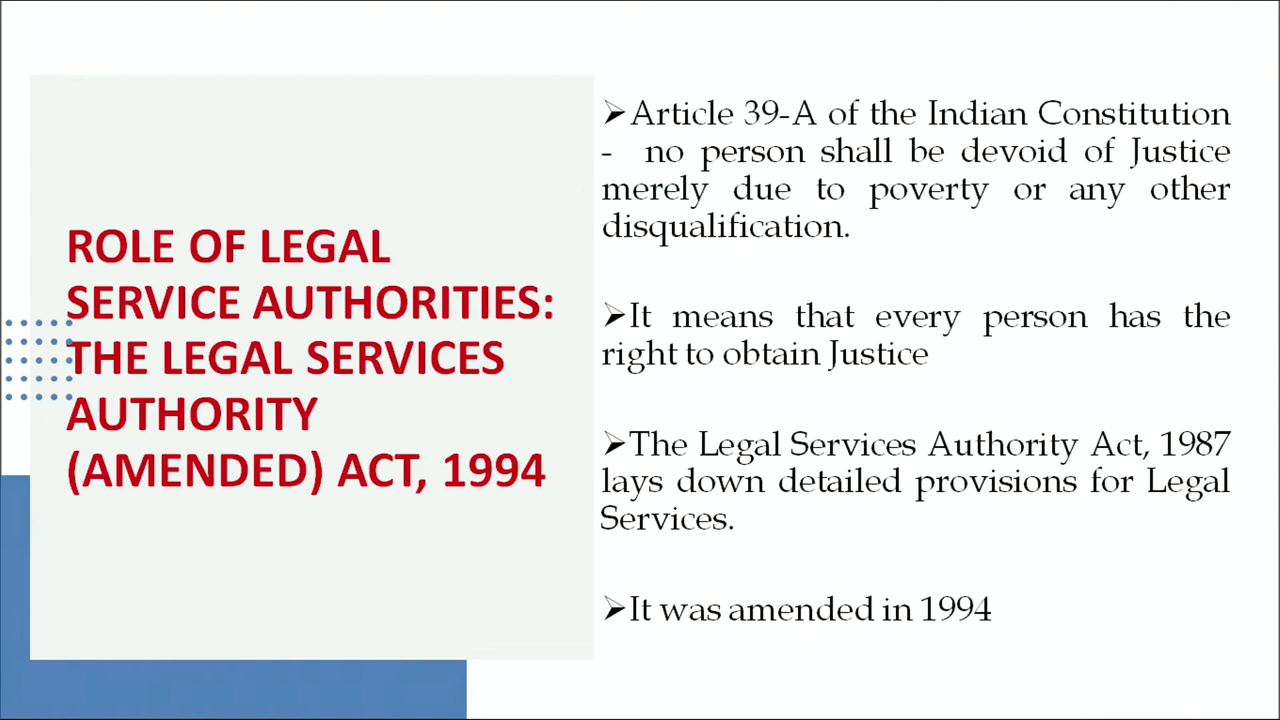 ROLE OF LEGAL
SERVICE AUTHORITIES:
THE LEGAL SERVICES
AUTHORITY
(AMENDED) ACT, 1994
➢Article 39-A of the Indian Constitution
- no person shall be devoid of Justice
merely due to poverty or any other
disqualification.
➢It means that every person has the
right to obtain Justice
➢The Legal Services Authority Act, 1987
lays down detailed provisions for Legal
Services.
➢It was amended in 1994